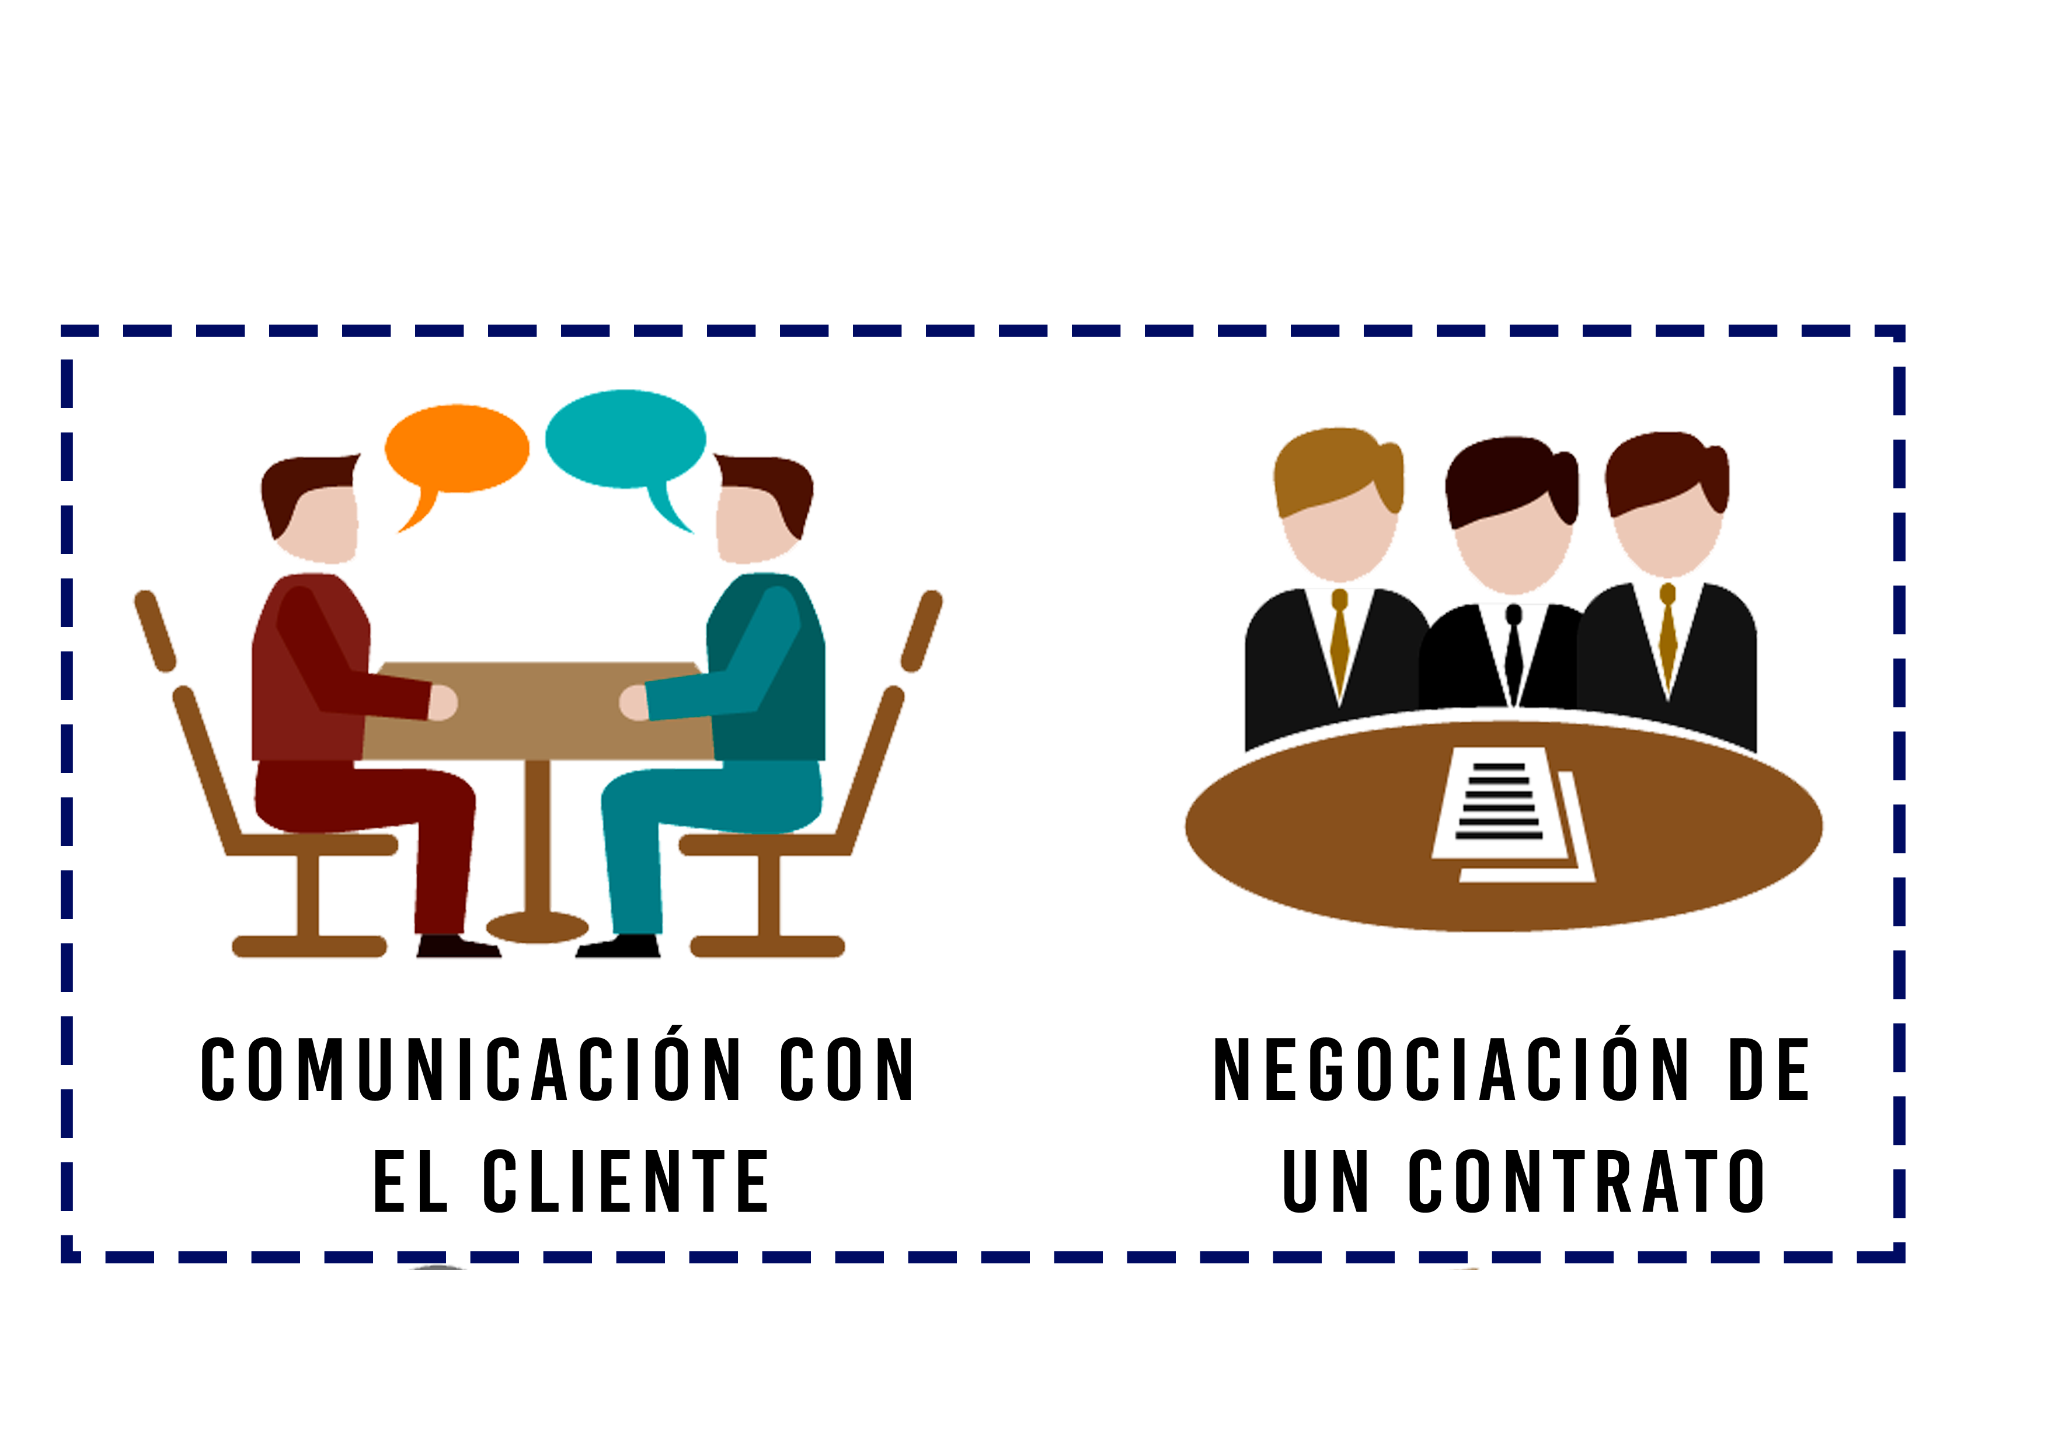 COMUNICACIÓN CON
EL CLIENTE
NEGOCIACIÓN DE
UN CONTRATO